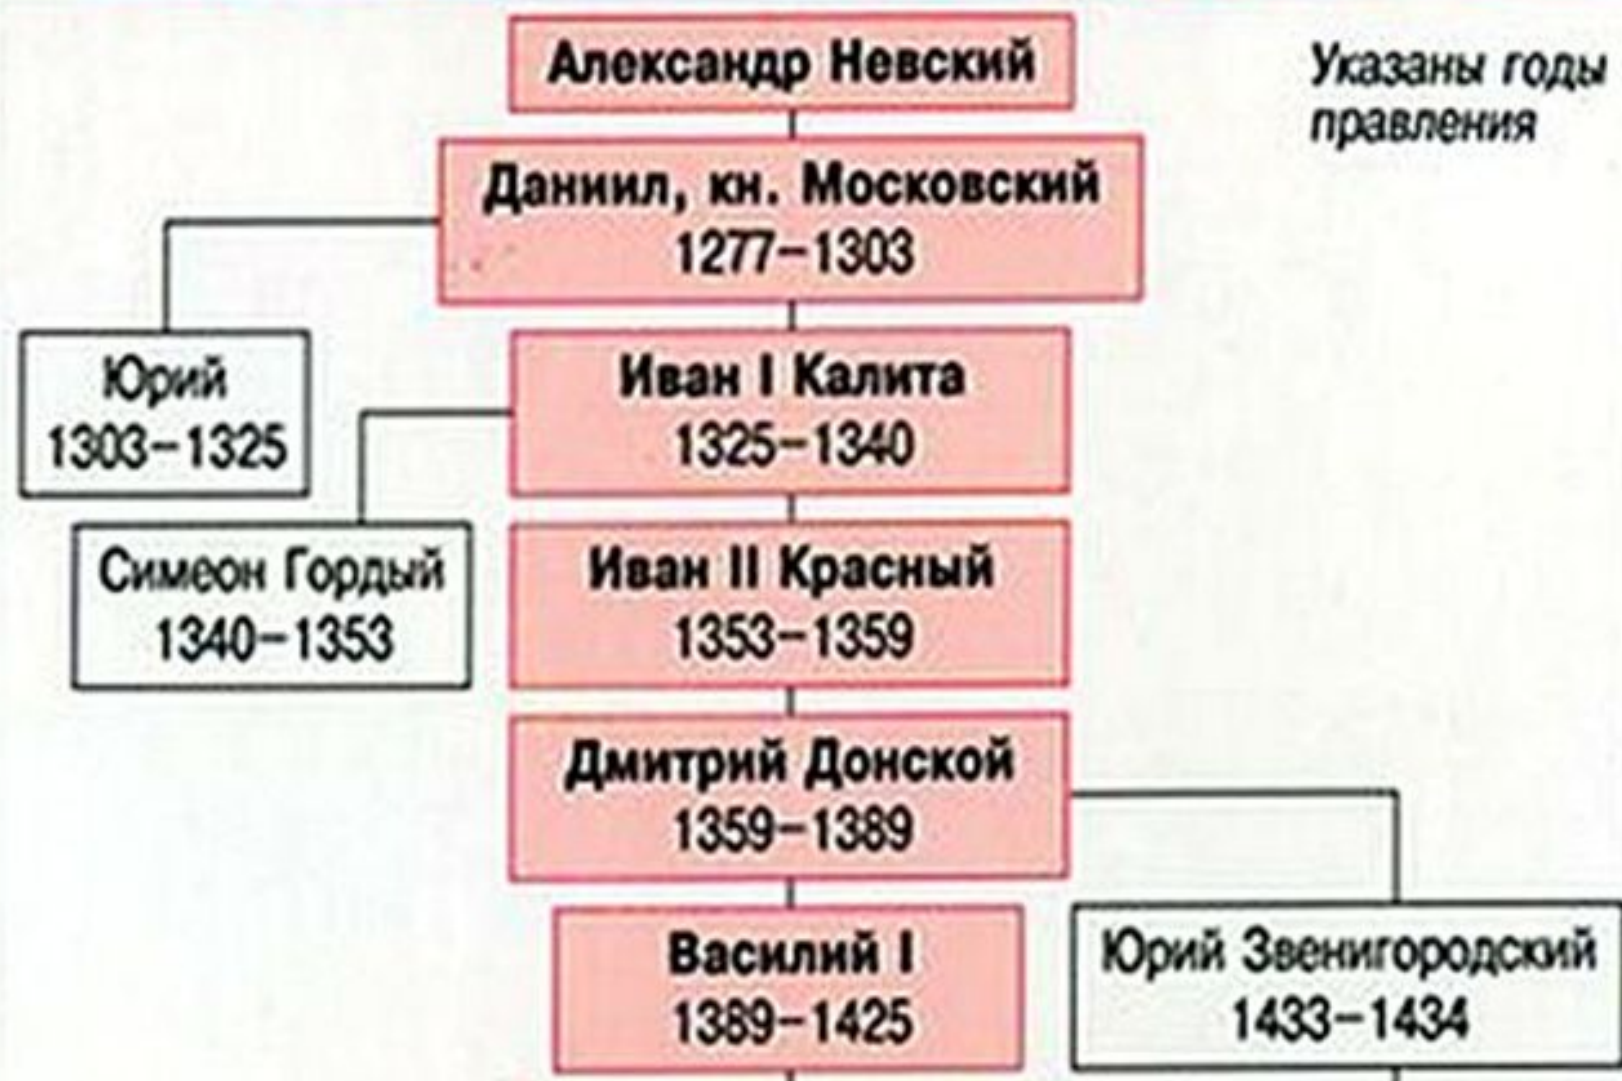 Александр Невский
Указаны годы
правления
Даниил, кн. Московский
1277–1303
Юрий
1303–1325
Иван I Калита
1325–1340
Симеон Гордый
1340–1353
Иван II Красный
1353–1359
Дмитрий Донской
1359–1389
Василий I
1389–1425
Юрий Звенигородский
1433–1434